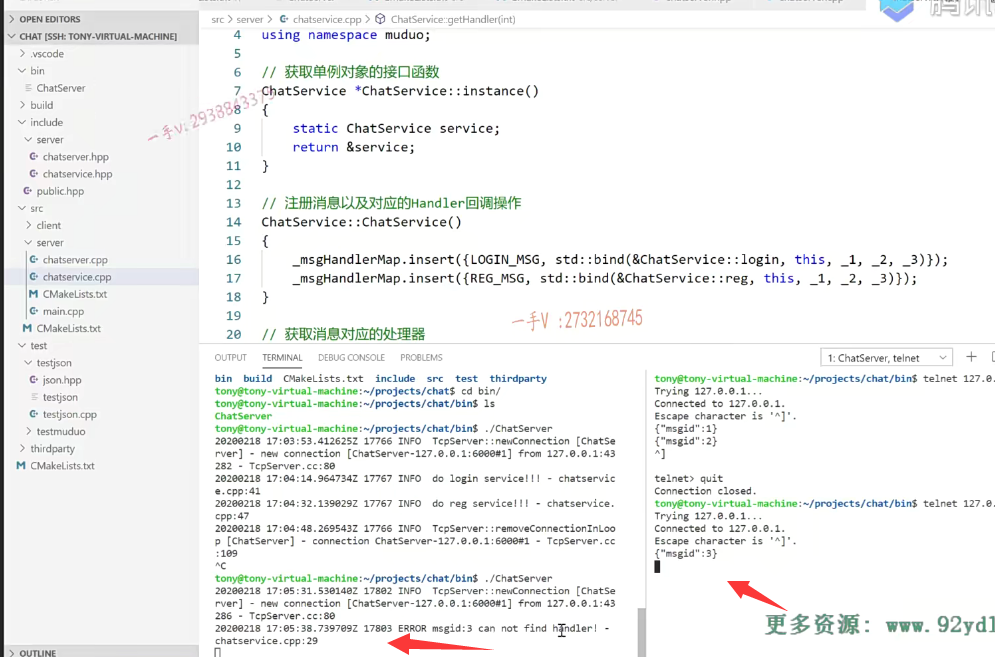 OPEN EDITORS
CHAT [SSH: TONY-VIRTUAL-MACHINE]
.vscode
bin
ChatServer
build
include
server
chatserver.hpp
chatservice.hpp
public.hpp
src
client
server
chatserver.cpp
chatservice.cpp
CMakeLists.txt
main.cpp
CMakeLists.txt
test
testjson
json.hpp
testjson
testjson.cpp
testmuduo
thirdparty
CMakeLists.txt
OUTLINE
src > server > chatservice.cpp > ChatService::getHandler(int)
4 using namespace muduo;
5
6 // 获取单例对象的接口函数
7 ChatService *ChatService::instance()
8 {
9 static ChatService service;
10 return &service;
11 }
12
13 // 注册消息以及对应的Handler回调操作
14 ChatService::ChatService()
15 {
16 _msgHandlerMap.insert({LOGIN_MSG, std::bind(&ChatService::login, this, _1, _2, _3)});
17 _msgHandlerMap.insert({REG_MSG, std::bind(&ChatService::reg, this, _1, _2, _3)});
18 }
19
20 // 获取消息对应的处理器
一手V :2732168745
OUTPUT TERMINAL DEBUG CONSOLE PROBLEMS
1: ChatServer, telnet
bin build CMakeLists.txt include src test thirdparty
tony@tony-virtual-machine:~/projects/chat$ cd bin/
tony@tony-virtual-machine:~/projects/chat/bin$ ls
ChatServer
tony@tony-virtual-machine:~/projects/chat/bin$ ./ChatServer
20200218 17:03:53.412625Z 17766 INFO TcpServer::newConnection [ChatSe
rver] - new connection [ChatServer-127.0.0.1:6000#1] from 127.0.0.1:43
282 - TcpServer.cc:80
20200218 17:04:14.964734Z 17767 INFO do login service!!! - chatservic
e.cpp:41
20200218 17:04:32.139029Z 17767 INFO do reg service!!! - chatservice.
cpp:47
20200218 17:04:48.269543Z 17766 INFO TcpServer::removeConnectionInLoo
p [ChatServer] - connection ChatServer-127.0.0.1:6000#1 - TcpServer.cc
:109
^C
tony@tony-virtual-machine:~/projects/chat/bin$ ./ChatServer
20200218 17:05:31.530140Z 17802 INFO TcpServer::newConnection [ChatSe
rver] - new connection [ChatServer-127.0.0.1:6000#1] from 127.0.0.1:43
286 - TcpServer.cc:80
20200218 17:05:38.739709Z 17803 ERROR msgid:3 can not find handler! -
chatservice.cpp:29
tony@tony-virtual-machine:~/projects/chat/bin$ telnet 127.0.
Trying 127.0.0.1...
Connected to 127.0.0.1.
Escape character is '^]'.
{"msgid":1}
{"msgid":2}
^]
telnet> quit
Connection closed.
tony@tony-virtual-machine:~/projects/chat/bin$ telnet 127.0.
Trying 127.0.0.1...
Connected to 127.0.0.1.
Escape character is '^]'.
{"msgid":3}
更多资源: www.92yd1